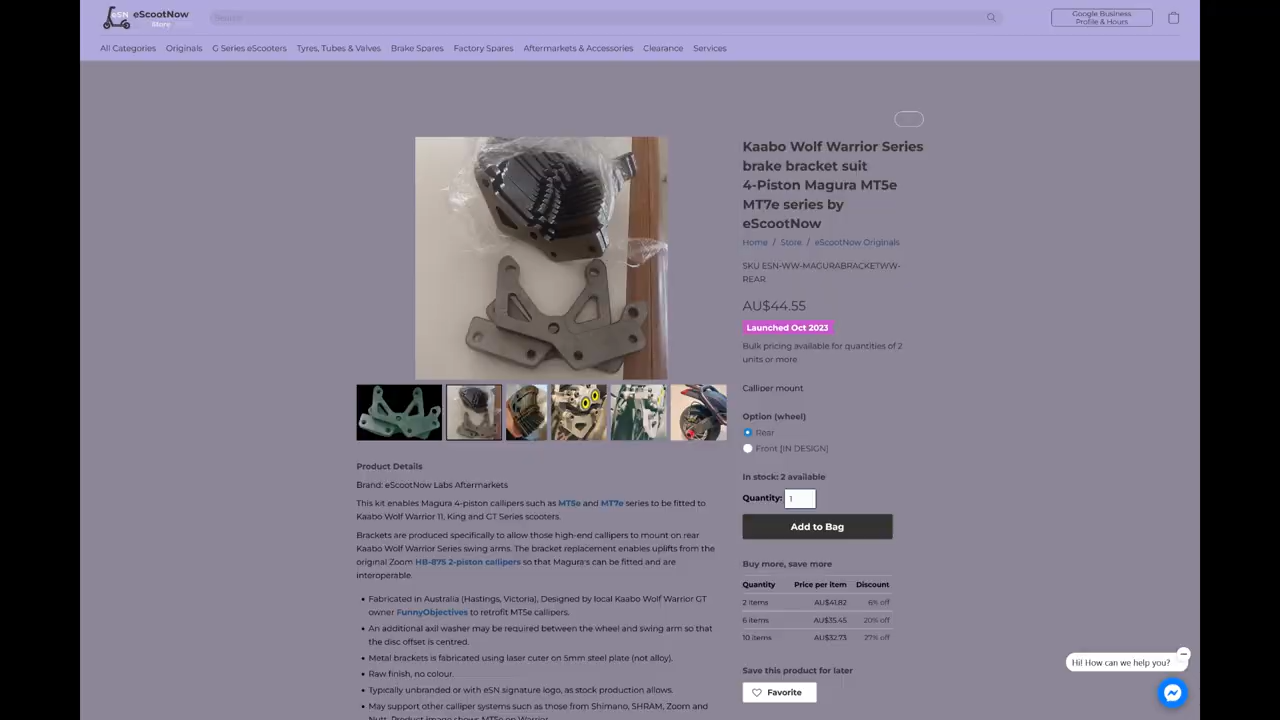 eSN eScootNow
Store
Search
Google Business
Profile & Hours
All Categories Originals G Series eScooters Tyres, Tubes & Valves Brake Spares Factory Spares Aftermarkets & Accessories Clearance Services
Kaabo Wolf Warrior Series
brake bracket suit
4-Piston Magura MT5e
MT7e series by
eScootNow
Home / Store / eScootNow Originals
SKU ESN-WW-MAGURABRACKETWW-
REAR
AU$44.55
Launched Oct 2023
Bulk pricing available for quantities of 2
units or more
Calliper mount
Option (wheel)
Rear
Front [IN DESIGN]
In stock: 2 available
Quantity: 1
Add to Bag
Buy more, save more
Quantity Price per item Discount
2 items AU$41.82 6% off
6 items AU$35.45 20% off
10 items AU$32.73 27% off
Save this product for later
Favorite
Product Details
Brand: eScootNow Labs Aftermarkets
This kit enables Magura 4-piston callipers such as MT5e and MT7e series to be fitted to
Kaabo Wolf Warrior 11, King and GT Series scooters.
Brackets are produced specifically to allow those high-end callipers to mount on rear
Kaabo Wolf Warrior Series swing arms. The bracket replacement enables uplifts from the
orignal Zoom HB-875 2-piston callipers so that Magura's can be fitted and are
interoperable.
• Fabricated in Australia (Hastings, Victoria). Designed by local Kaabo Wolf Warrior GT
owner FunnyObjectives to retrofit MT5e callipers.
• An additional axil washer may be required between the wheel and swing arm so that
the disc offset is centred.
• Metal brackets is fabricated using laser cuter on 5mm steel plate (not alloy).
• Raw finish, no colour.
• Typically unbranded or with eSN signature logo, as stock production allows.
• May support other calliper systems such as those from Shimano, SHRAM, Zoom and
Nutt. Product image shows MT5e on Warrior.
Hi! How can we help you?